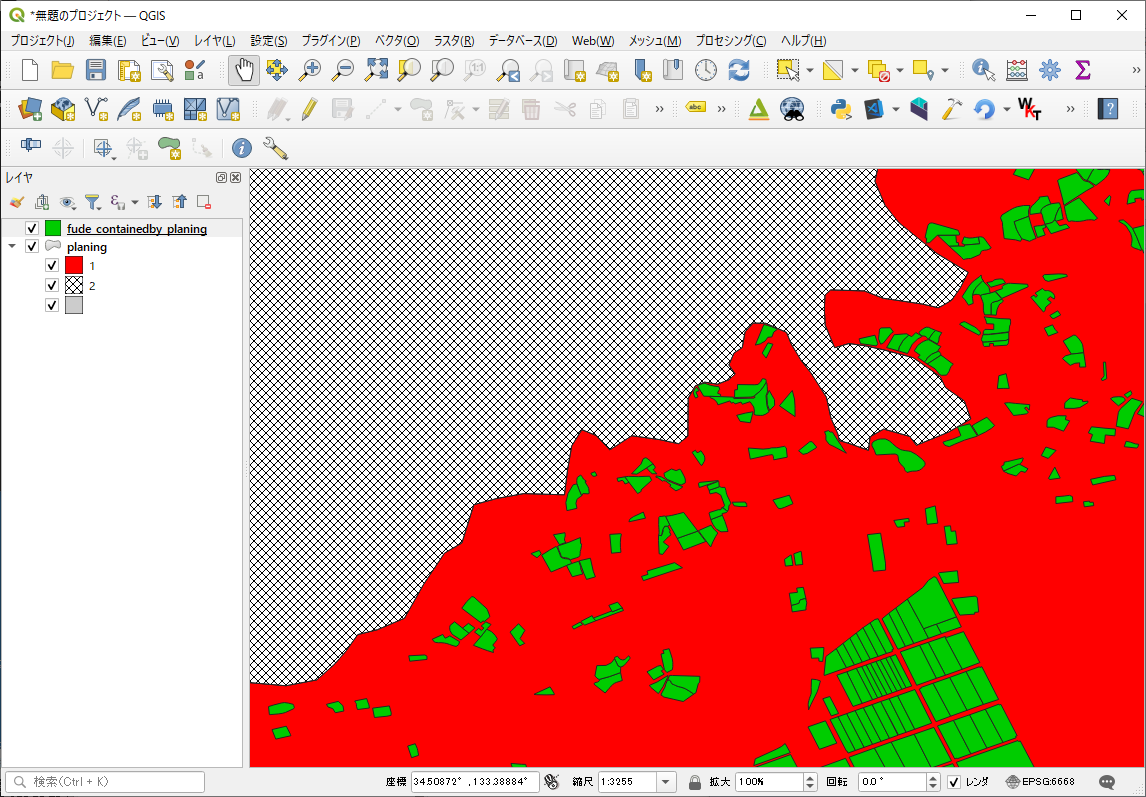 *無題のプロジェクト — QGIS
プロジェクト(J) 編集(E) ビュー(V) レイヤ(L) 設定(S) プラグイン(P) ベクタ(O) ラスタ(R) データベース(D) Web(W) メッシュ(M) プロセシング(C) ヘルプ(H)
a
1:1
»
»
abc
»
WKT
»
?
レイヤ
ε
fude_containedby_planing
planing
1
2
検索(Ctrl + K)
座標 34.50872° ,133.38884° 縮尺 1:3255 拡大 100% 回転 0.0 ° レンダ EPSG:6668